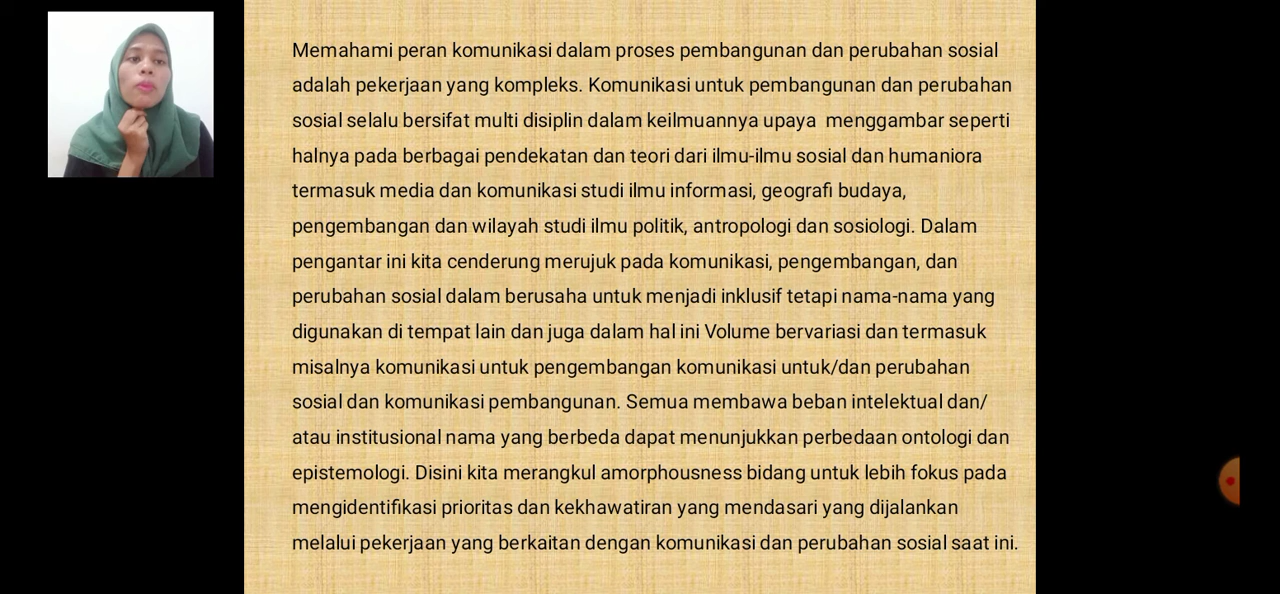 Memahami peran komunikasi dalam proses pembangunan dan perubahan sosial
adalah pekerjaan yang kompleks. Komunikasi untuk pembangunan dan perubahan
sosial selalu bersifat multi disiplin dalam keilmuannya upaya  menggambar seperti
halnya pada berbagai pendekatan dan teori dari ilmu-ilmu sosial dan humaniora
termasuk media dan komunikasi studi ilmu informasi, geografi budaya,
pengembangan dan wilayah studi ilmu politik, antropologi dan sosiologi. Dalam
pengantar ini kita cenderung merujuk pada komunikasi, pengembangan, dan
perubahan sosial dalam berusaha untuk menjadi inklusif tetapi nama-nama yang
digunakan di tempat lain dan juga dalam hal ini Volume bervariasi dan termasuk
misalnya komunikasi untuk pengembangan komunikasi untuk/dan perubahan
sosial dan komunikasi pembangunan. Semua membawa beban intelektual dan/
atau institusional nama yang berbeda dapat menunjukkan perbedaan ontologi dan
epistemologi. Disini kita merangkul amorphousness bidang untuk lebih fokus pada
mengidentifikasi prioritas dan kekhawatiran yang mendasari yang dijalankan
melalui pekerjaan yang berkaitan dengan komunikasi dan perubahan sosial saat ini.